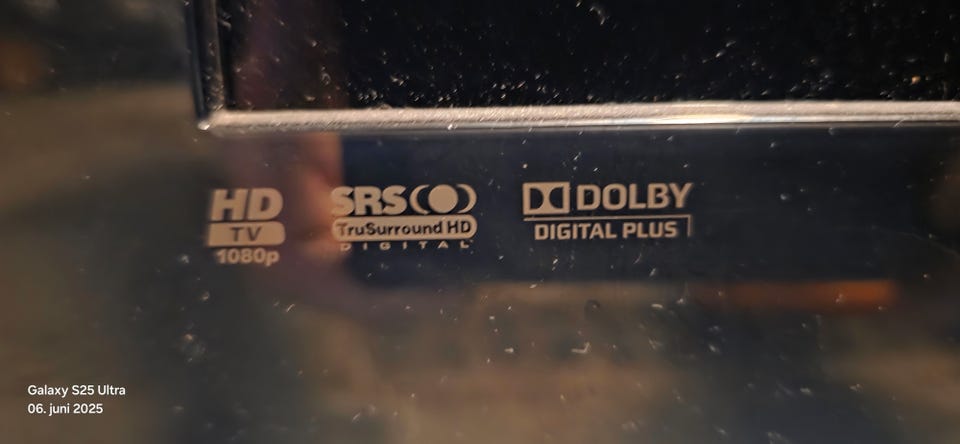 HD
TV
1080p
SRS
TruSurround HD
DIGITAL
DOLBY
DIGITAL PLUS
Galaxy S25 Ultra
06. juni 2025